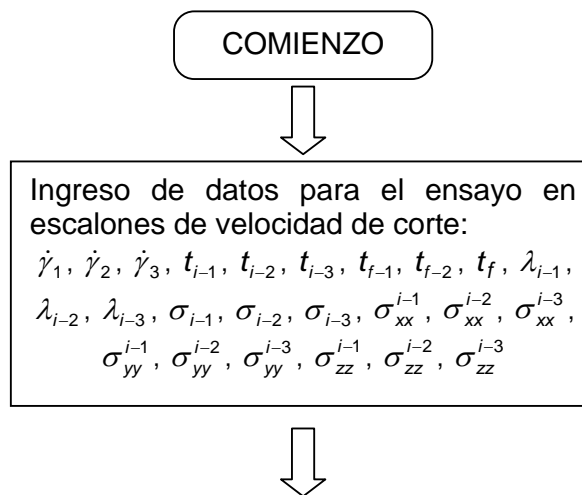 COMIENZO
Ingreso de datos para el ensayo en
escalones de velocidad de corte:
γ̇₁, γ̇₂, γ̇₃, t_{i−1}, t_{i−2}, t_{i−3}, t_{f−1}, t_{f−2}, t_f, λ_{i−1},
λ_{i−2}, λ_{i−3}, σ_{i−1}, σ_{i−2}, σ_{i−3}, σ_{xx}^{i−1}, σ_{xx}^{i−2}, σ_{xx}^{i−3},
σ_{yy}^{i−1}, σ_{yy}^{i−2}, σ_{yy}^{i−3}, σ_{zz}^{i−1}, σ_{zz}^{i−2}, σ_{zz}^{i−3}